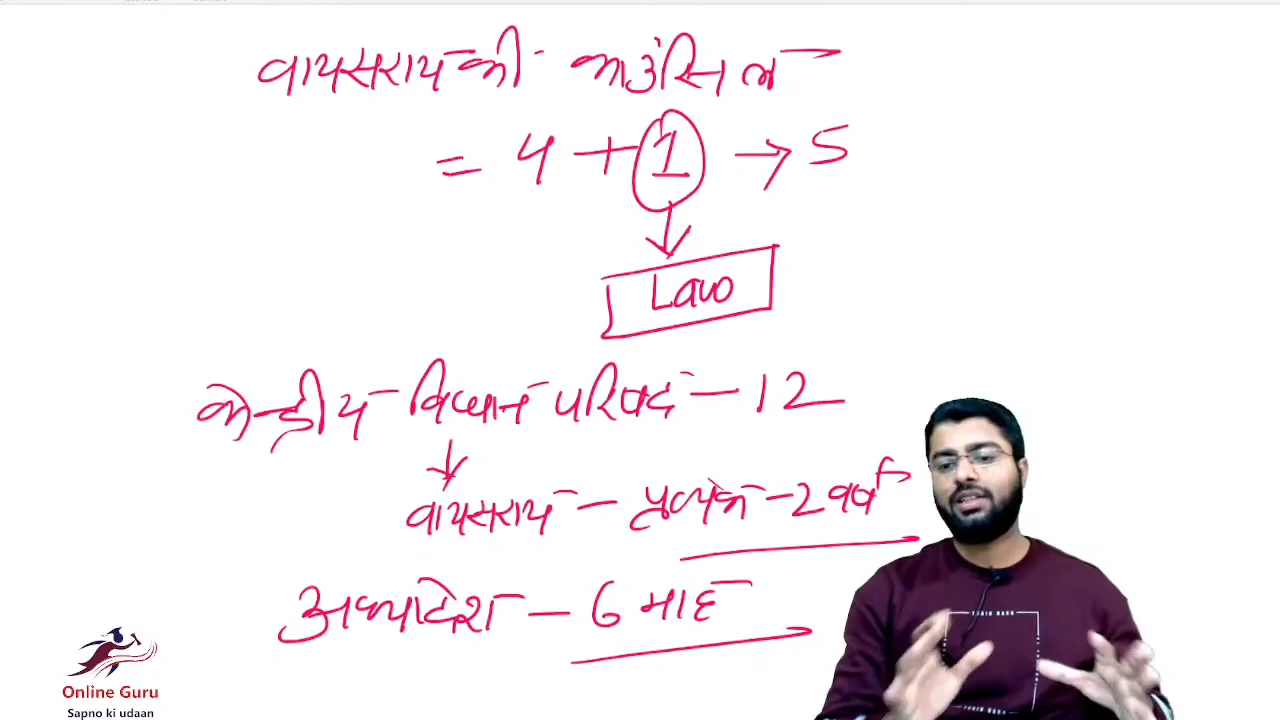 वायसराय की काउंसिल
= 4 + 1 → 5
Law
केन्द्रीय विधान परिषद - 12
वायसराय - प्रत्येक - 2 वर्ष
अध्यादेश - 6 माह
Online Guru
Sapno ki udaan